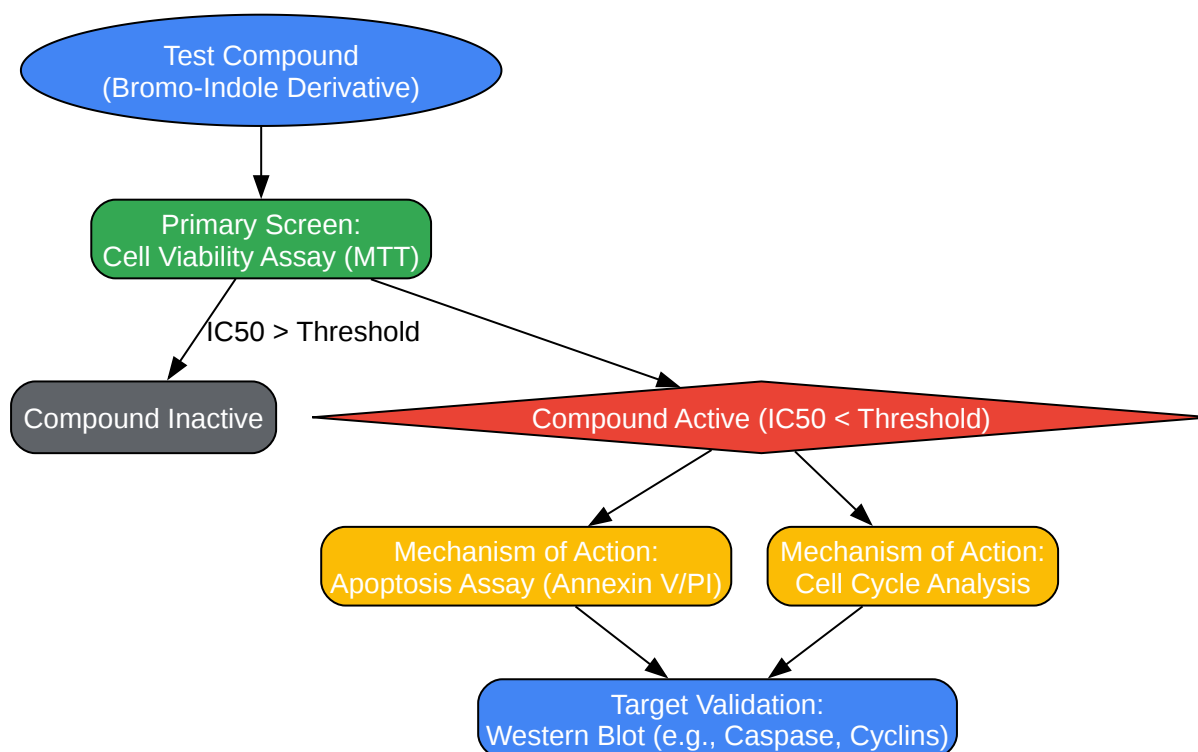 Test Compound
(Bromo-Indole Derivative)
Primary Screen:
Cell Viability Assay (MTT)
IC50 > Threshold
Compound Inactive
Compound Active (IC50 < Threshold)
Mechanism of Action:
Apoptosis Assay (Annexin V/PI)
Mechanism of Action:
Cell Cycle Analysis
Target Validation:
Western Blot (e.g., Caspase, Cyclins)